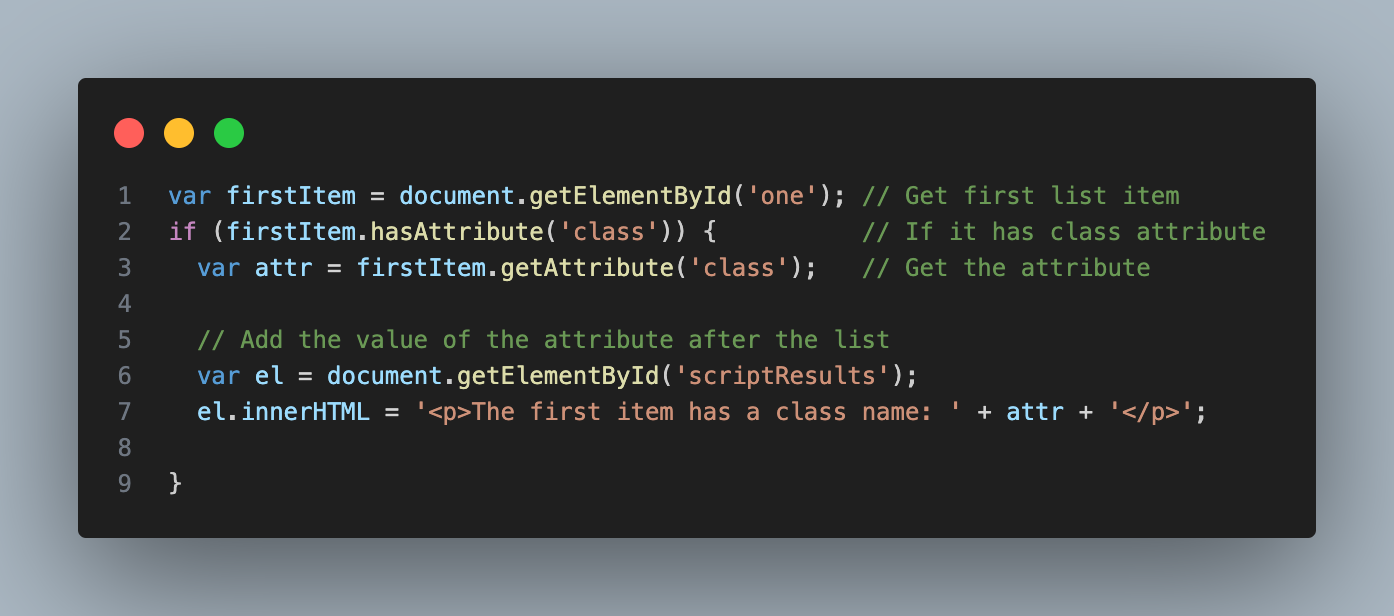 1 var firstItem = document.getElementById('one'); // Get first list item
2 if (firstItem.hasAttribute('class')) {          // If it has class attribute
3   var attr = firstItem.getAttribute('class');   // Get the attribute
4
5   // Add the value of the attribute after the list
6   var el = document.getElementById('scriptResults');
7   el.innerHTML = '<p>The first item has a class name: ' + attr + '</p>';
8
9 }